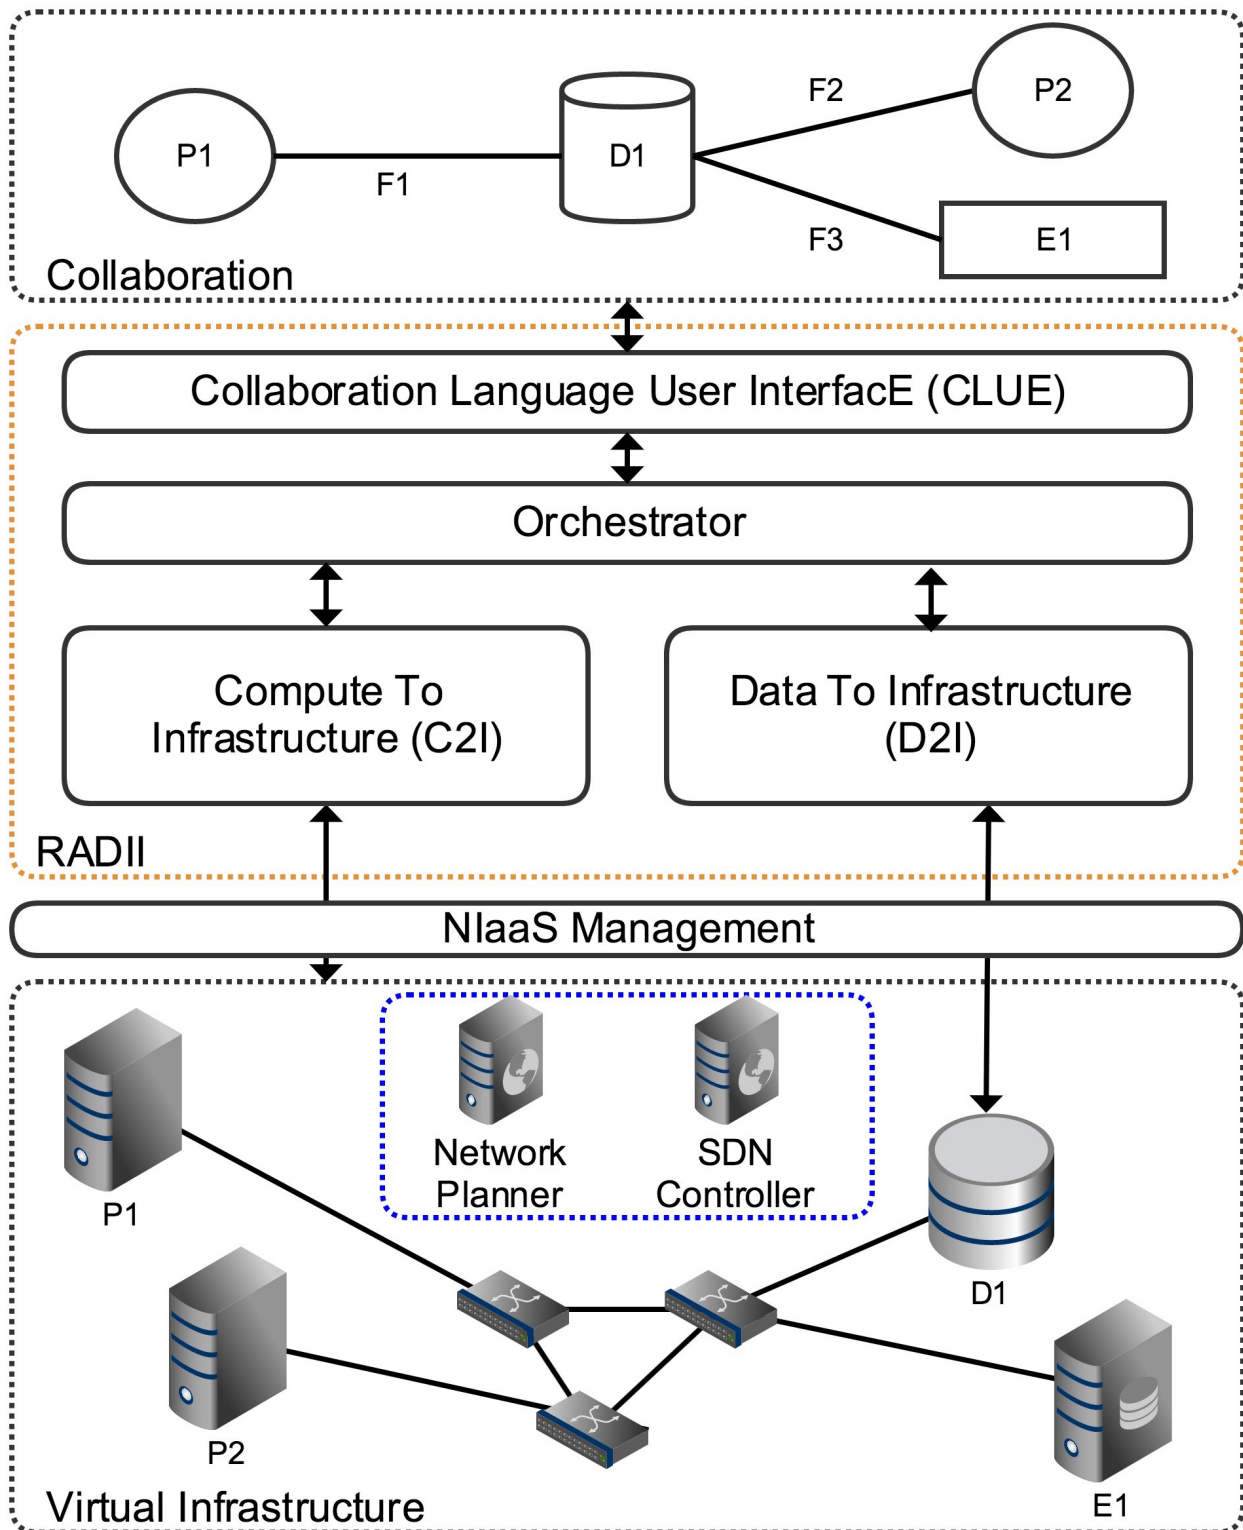 P1
F1
D1
F2
P2
F3
E1
Collaboration
Collaboration Language User InterfacE (CLUE)
Orchestrator
Compute To
Infrastructure (C2I)
Data To Infrastructure
(D2I)
RADII
NIaaS Management
Network
Planner
SDN
Controller
P1
D1
P2
E1
Virtual Infrastructure